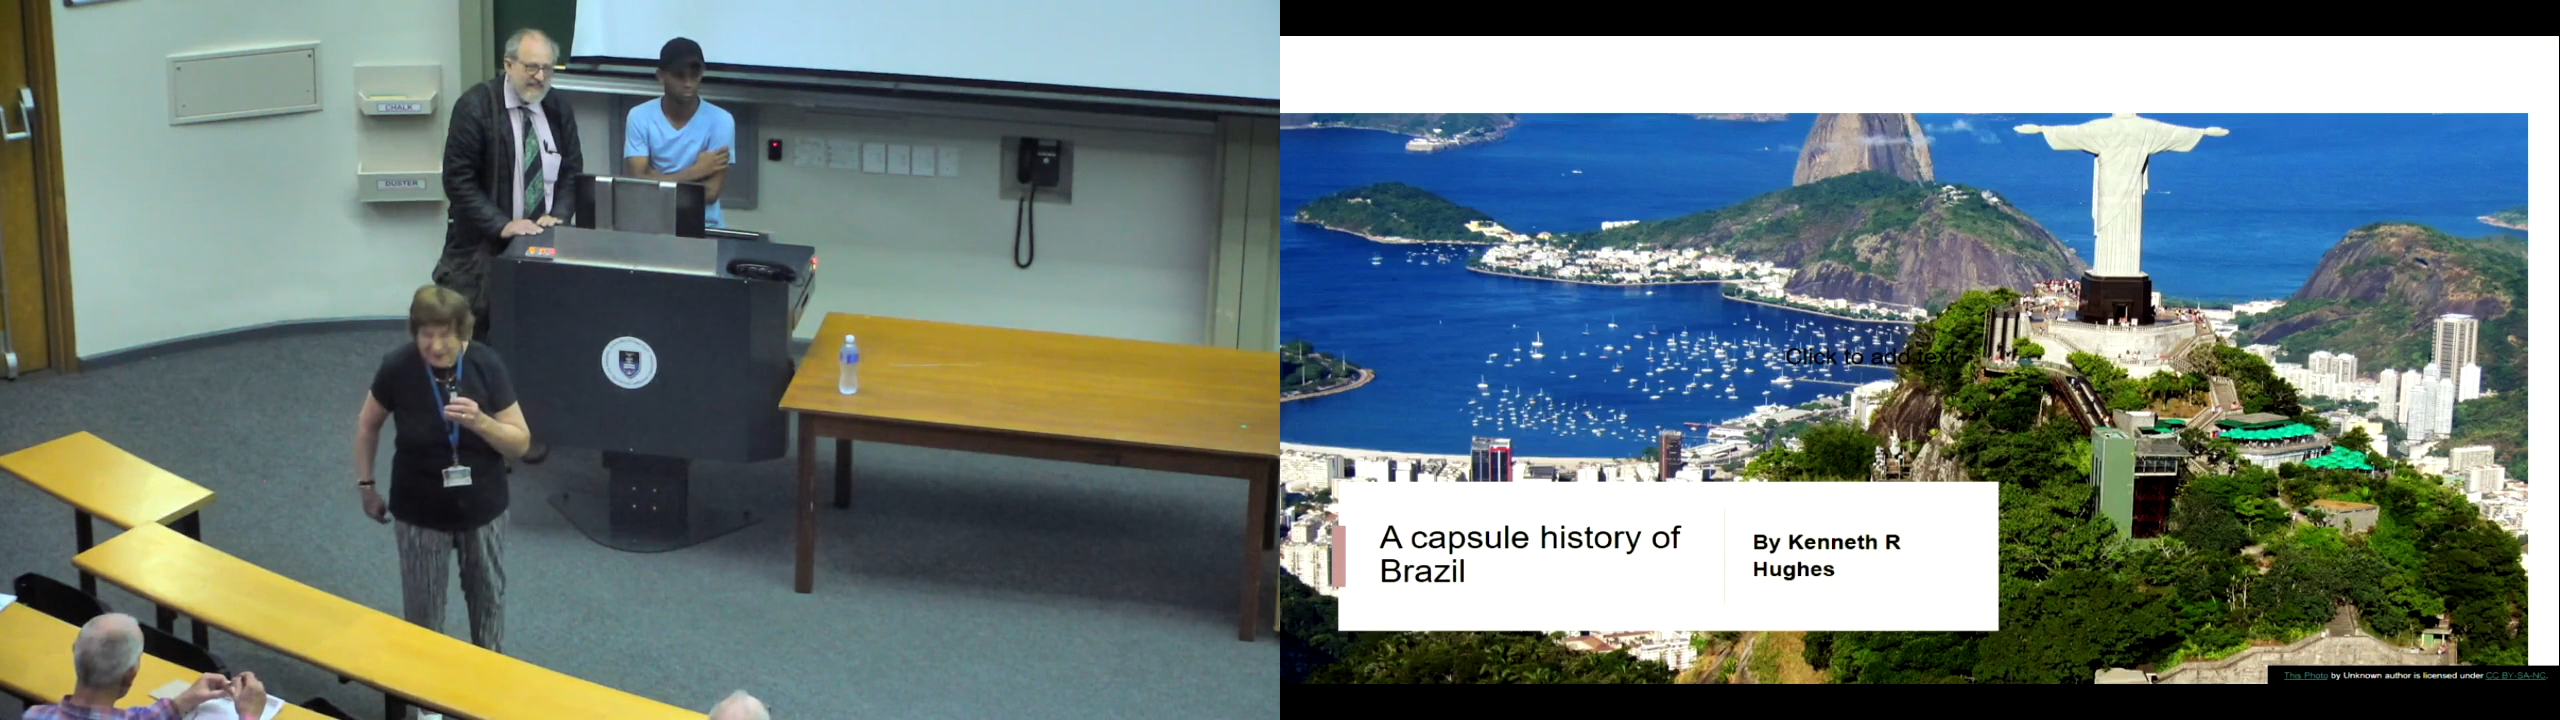 CHALK
DUSTER
Click to add text
A capsule history of
Brazil
By Kenneth R
Hughes
This Photo by Unknown author is licensed under CC BY-SA-NC.